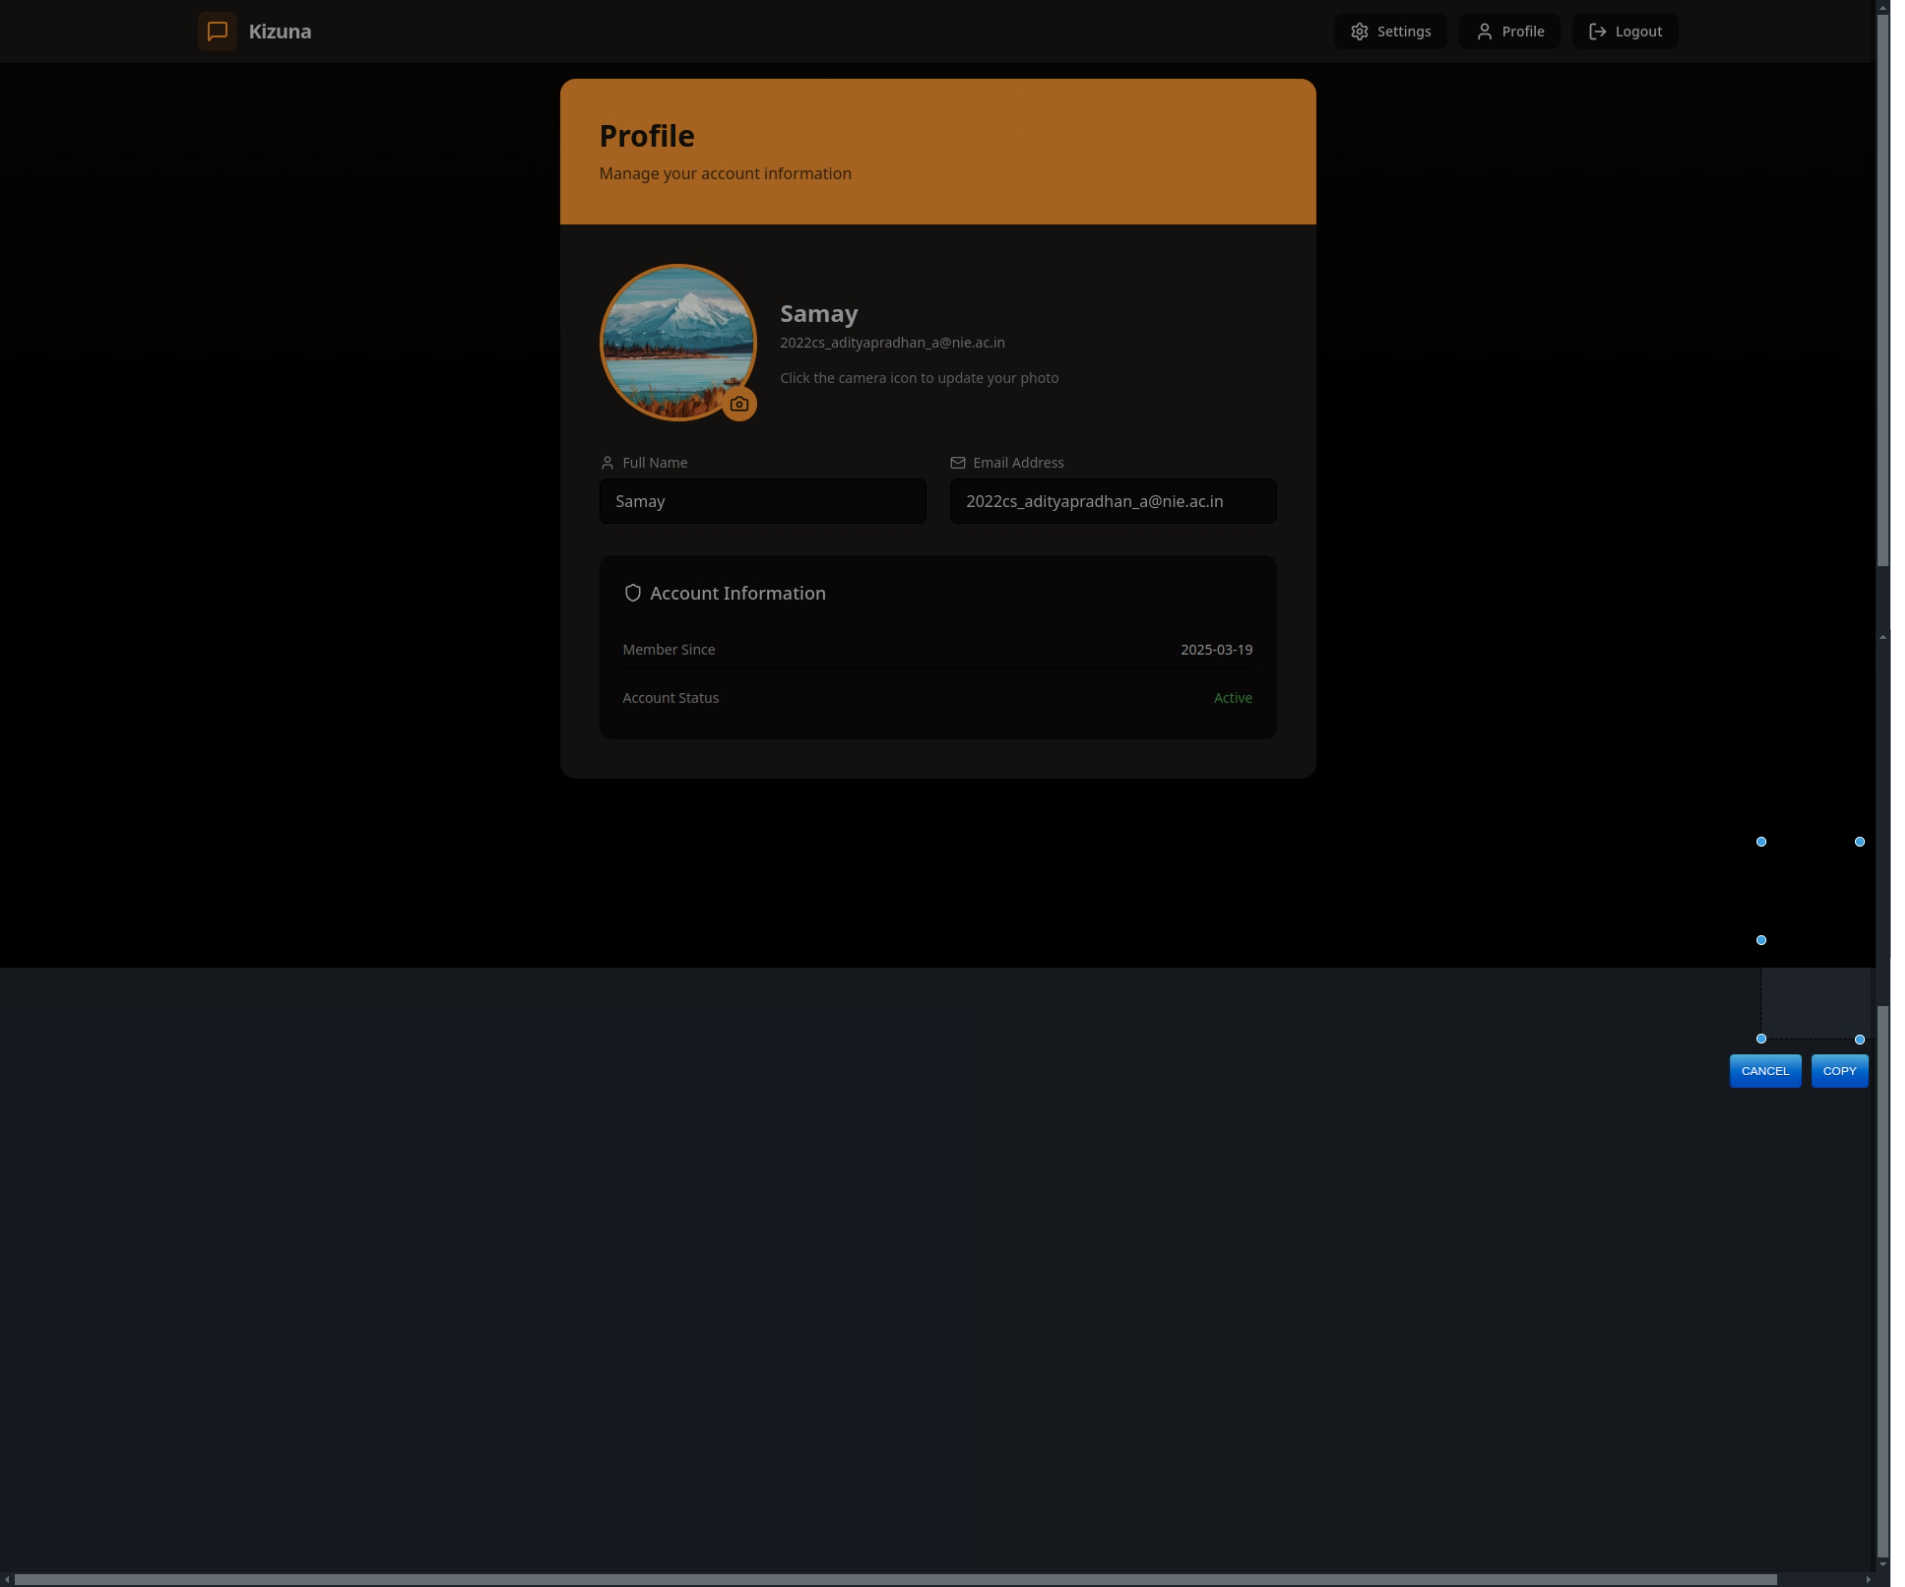 Kizuna
Settings
Profile
Logout
Profile
Manage your account information
Samay
2022cs_adityapradhan_a@nie.ac.in
Click the camera icon to update your photo
Full Name
Email Address
Samay
2022cs_adityapradhan_a@nie.ac.in
Account Information
Member Since
2025-03-19
Account Status
Active
CANCEL
COPY